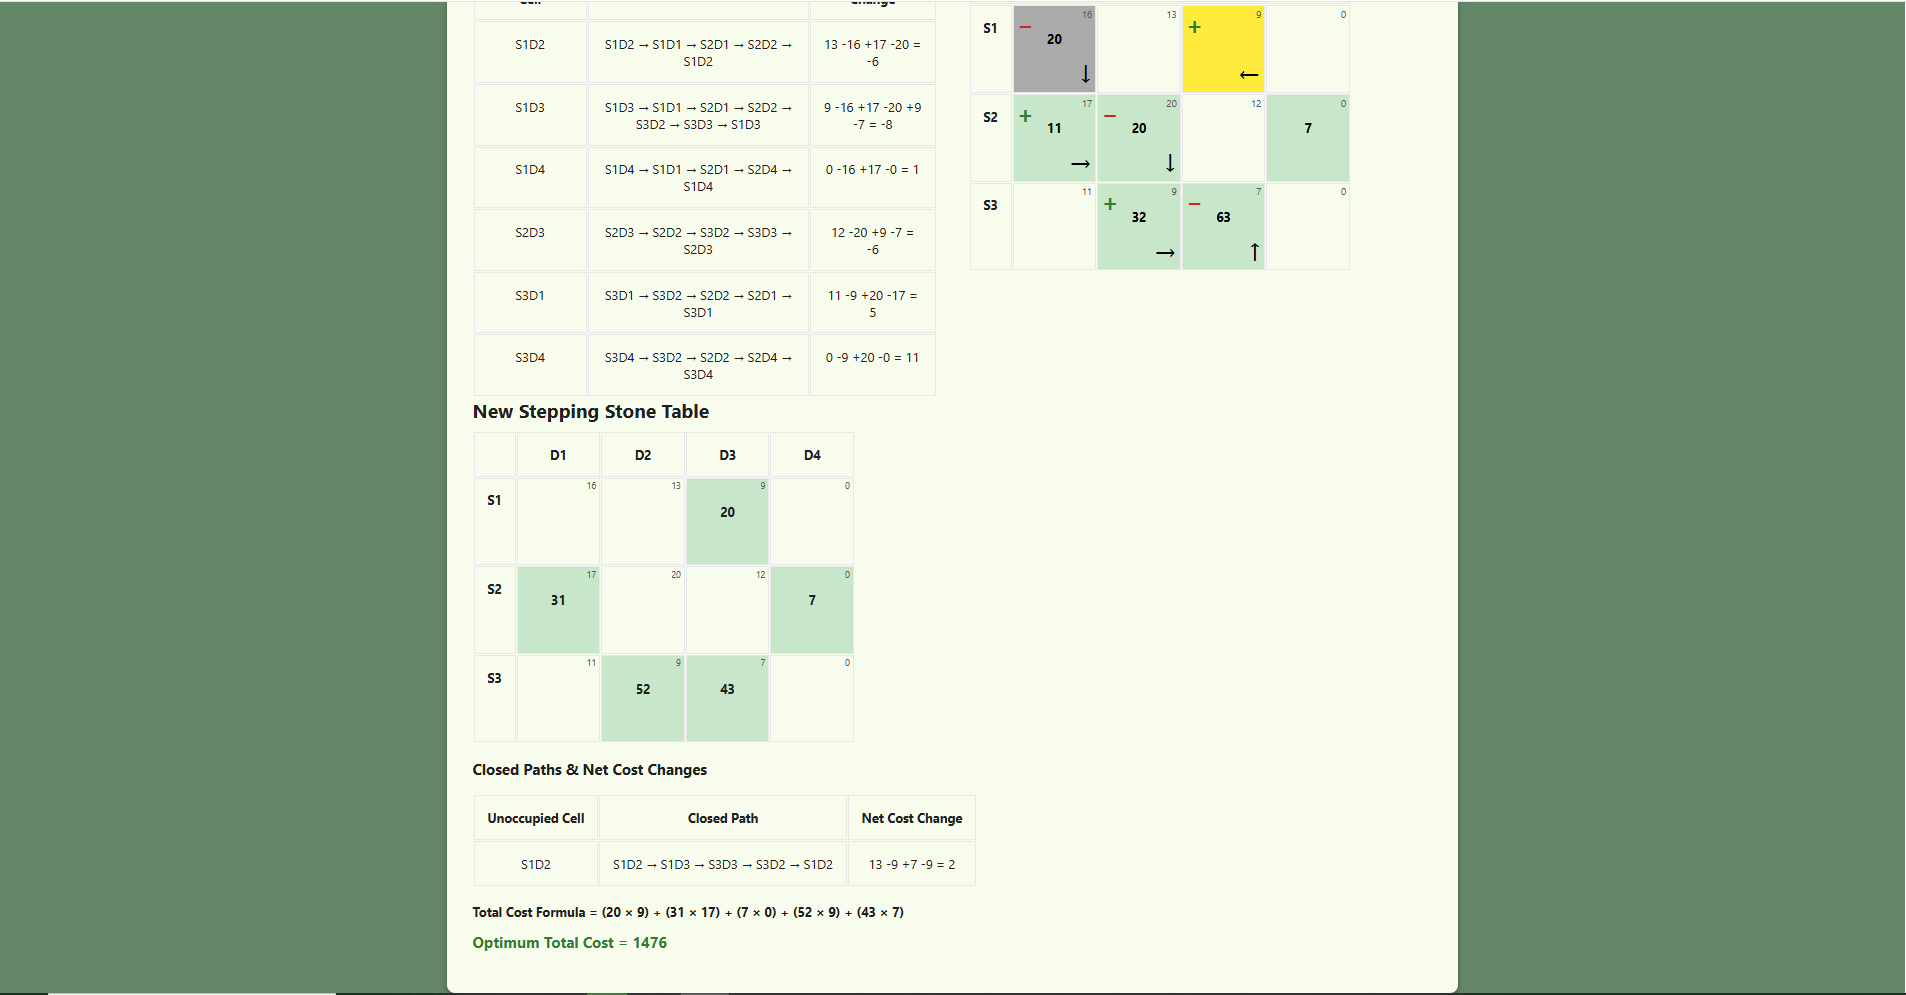 Cell Change
S1D2 S1D2 → S1D1 → S2D1 → S2D2 → 13 -16 +17 -20 =
S1D2 -6
S1D3 S1D3 → S1D1 → S2D1 → S2D2 → 9 -16 +17 -20 +9
S3D2 → S3D3 → S1D3 -7 = -8
S1D4 S1D4 → S1D1 → S2D1 → S2D4 → 0 -16 +17 -0 = 1
S1D4
S2D3 S2D3 → S2D2 → S3D2 → S3D3 → 12 -20 +9 -7 =
S2D3 -6
S3D1 S3D1 → S3D2 → S2D2 → S2D1 → 11 -9 +20 -17 =
S3D1 5
S3D4 S3D4 → S3D2 → S2D2 → S2D4 → 0 -9 +20 -0 = 11
S3D4
16 13 9 0
S1 − 20 +
↓ ←
17 20 12 0
S2 + 11 − 20 7
→ ↓
11 9 7 0
S3 + 32 − 63
→ ↑
New Stepping Stone Table
D1 D2 D3 D4
16 13 9 0
S1 20
17 20 12 0
S2 31 7
11 9 7 0
S3 52 43
Closed Paths & Net Cost Changes
Unoccupied Cell Closed Path Net Cost Change
S1D2 S1D2 → S1D3 → S3D3 → S3D2 → S1D2 13 -9 +7 -9 = 2
Total Cost Formula = (20 × 9) + (31 × 17) + (7 × 0) + (52 × 9) + (43 × 7)
Optimum Total Cost = 1476